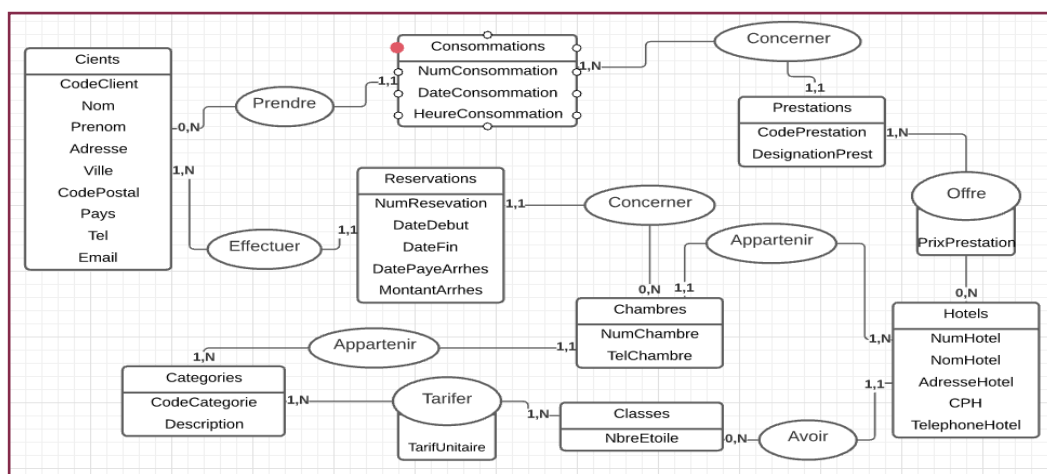 Cients
CodeClient
Nom
Prenom
Adresse
Ville
CodePostal
Pays
Tel
Email
0,N
Prendre
1,1
Consommations
NumConsommation
DateConsommation
HeureConsommation
1,N
Concerner
1,1
Prestations
CodePrestation
DesignationPrest
1,N
Offre
PrixPrestation
0,N
1,N
Effectuer
1,1
Reservations
NumResevation
DateDebut
DateFin
DatePayeArrhes
MontantArrhes
1,1
Concerner
0,N
Chambres
NumChambre
TelChambre
1,1
Appartenir
1,N
Hotels
NumHotel
NomHotel
AdresseHotel
CPH
TelephoneHotel
1,1
Appartenir
1,N
Categories
CodeCategorie
Description
1,N
Tarifer
TarifUnitaire
1,N
Classes
NbreEtoile
0,N
Avoir
1,1